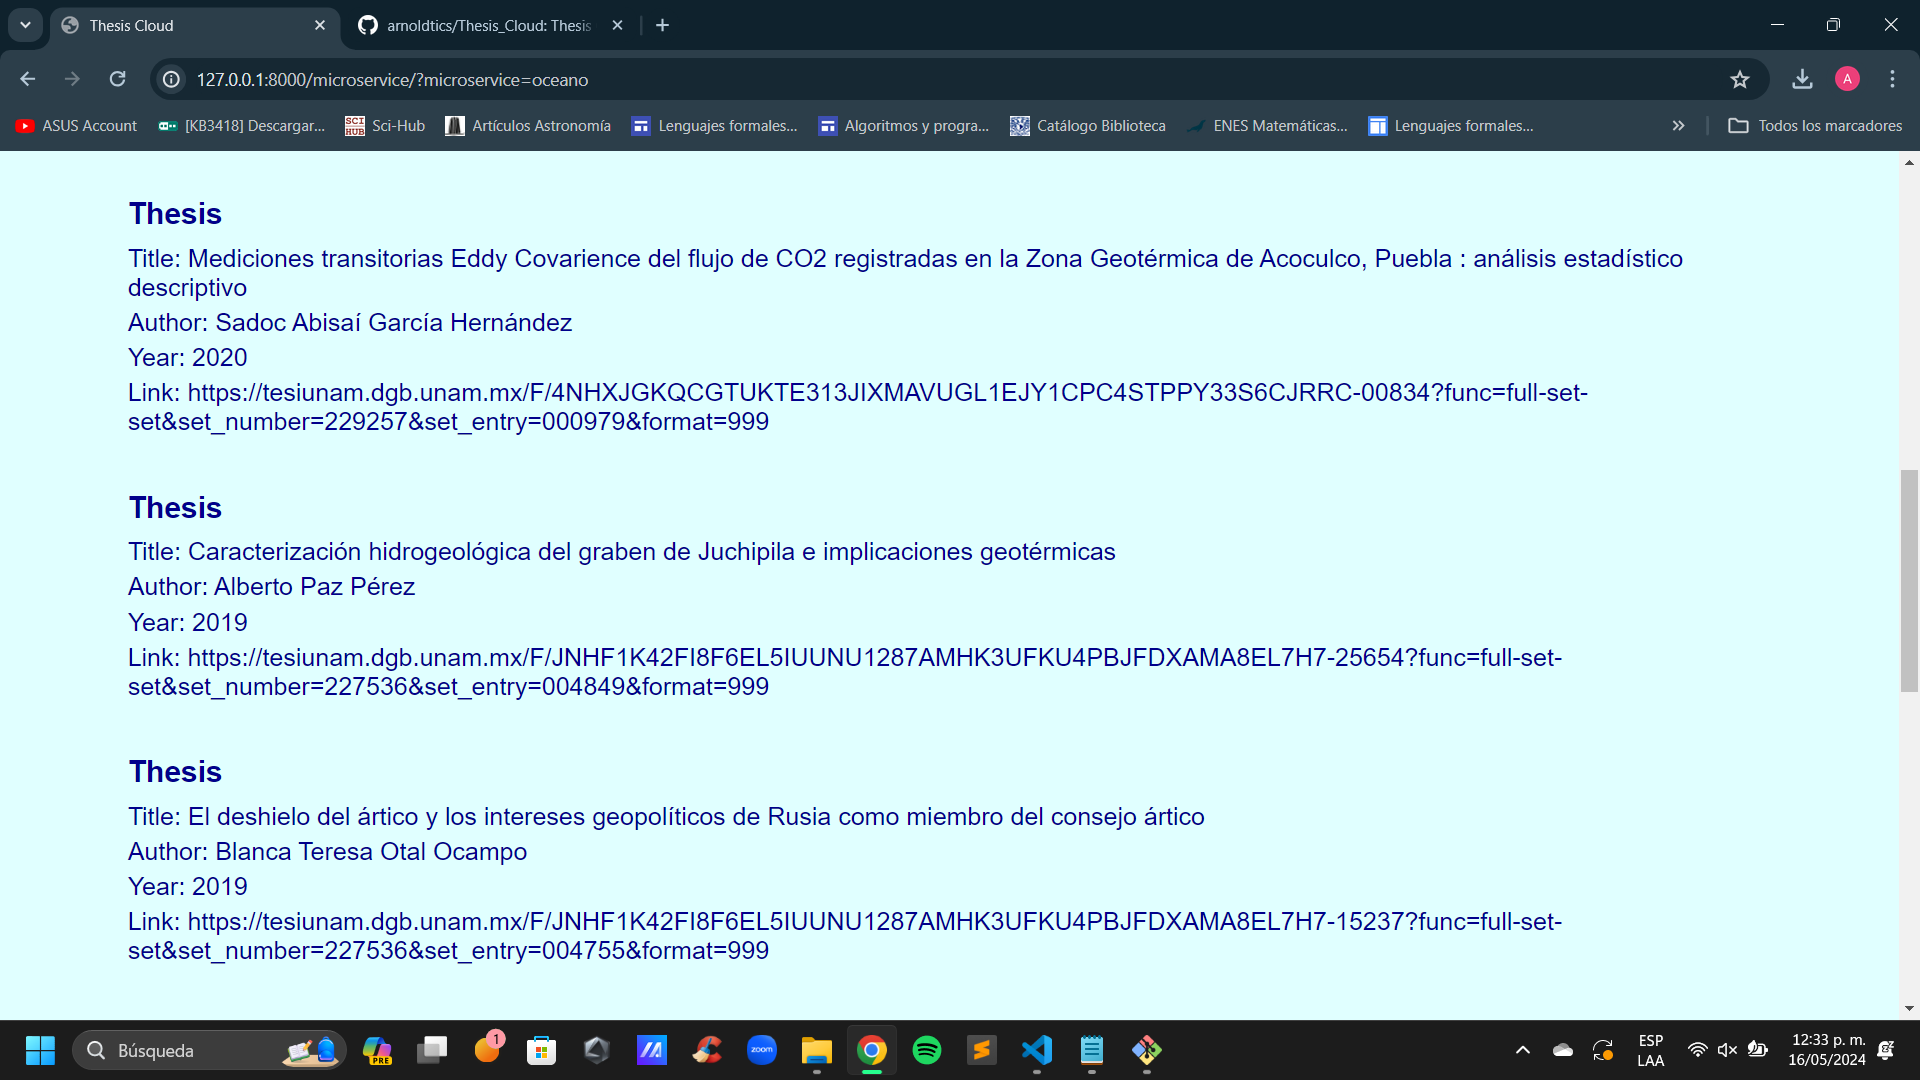 Thesis Cloud
arnoldtics/Thesis_Cloud: Thesis
127.0.0.1:8000/microservice/?microservice=oceano
A
ASUS Account
[KB3418] Descargar...
SCI HUB
Sci-Hub
Artículos Astronomía
Lenguajes formales...
Algoritmos y progra...
Catálogo Biblioteca
ENES Matemáticas...
Lenguajes formales...
Todos los marcadores
Thesis
Title: Mediciones transitorias Eddy Covarience del flujo de CO2 registradas en la Zona Geotérmica de Acoculco, Puebla : análisis estadístico
descriptivo
Author: Sadoc Abisaí García Hernández
Year: 2020
Link: https://tesiunam.dgb.unam.mx/F/4NHXJGKQCGTUKTE313JIXMAVUGL1EJY1CPC4STPPY33S6CJRRC-00834?func=full-set-
set&set_number=229257&set_entry=000979&format=999
Thesis
Title: Caracterización hidrogeológica del graben de Juchipila e implicaciones geotérmicas
Author: Alberto Paz Pérez
Year: 2019
Link: https://tesiunam.dgb.unam.mx/F/JNHF1K42FI8F6EL5IUUNU1287AMHK3UFKU4PBJFDXAMA8EL7H7-25654?func=full-set-
set&set_number=227536&set_entry=004849&format=999
Thesis
Title: El deshielo del ártico y los intereses geopolíticos de Rusia como miembro del consejo ártico
Author: Blanca Teresa Otal Ocampo
Year: 2019
Link: https://tesiunam.dgb.unam.mx/F/JNHF1K42FI8F6EL5IUUNU1287AMHK3UFKU4PBJFDXAMA8EL7H7-15237?func=full-set-
set&set_number=227536&set_entry=004755&format=999
Búsqueda
PRE
1
zoom
ESP
LAA
12:33 p. m.
16/05/2024